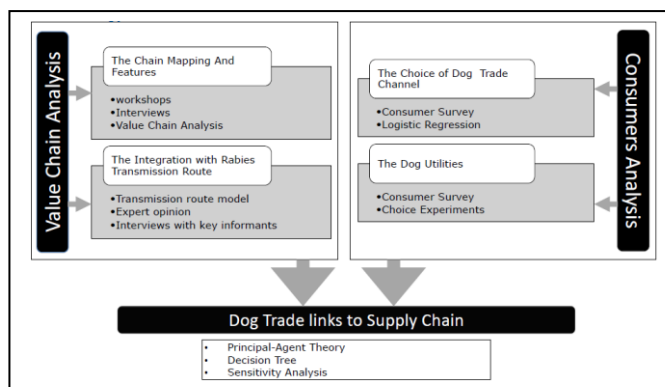 Value Chain Analysis
The Chain Mapping And
Features
•workshops
•Interviews
•Value Chain Analysis
The Integration with Rabies
Transmission Route
•Transmission route model
•Expert opinion
•Interviews with key informants
The Choice of Dog Trade
Channel
•Consumer Survey
•Logistic Regression
The Dog Utilities
•Consumer Survey
•Choice Experiments
Consumers Analysis
Dog Trade links to Supply Chain
• Principal-Agent Theory
• Decision Tree
• Sensitivity Analysis